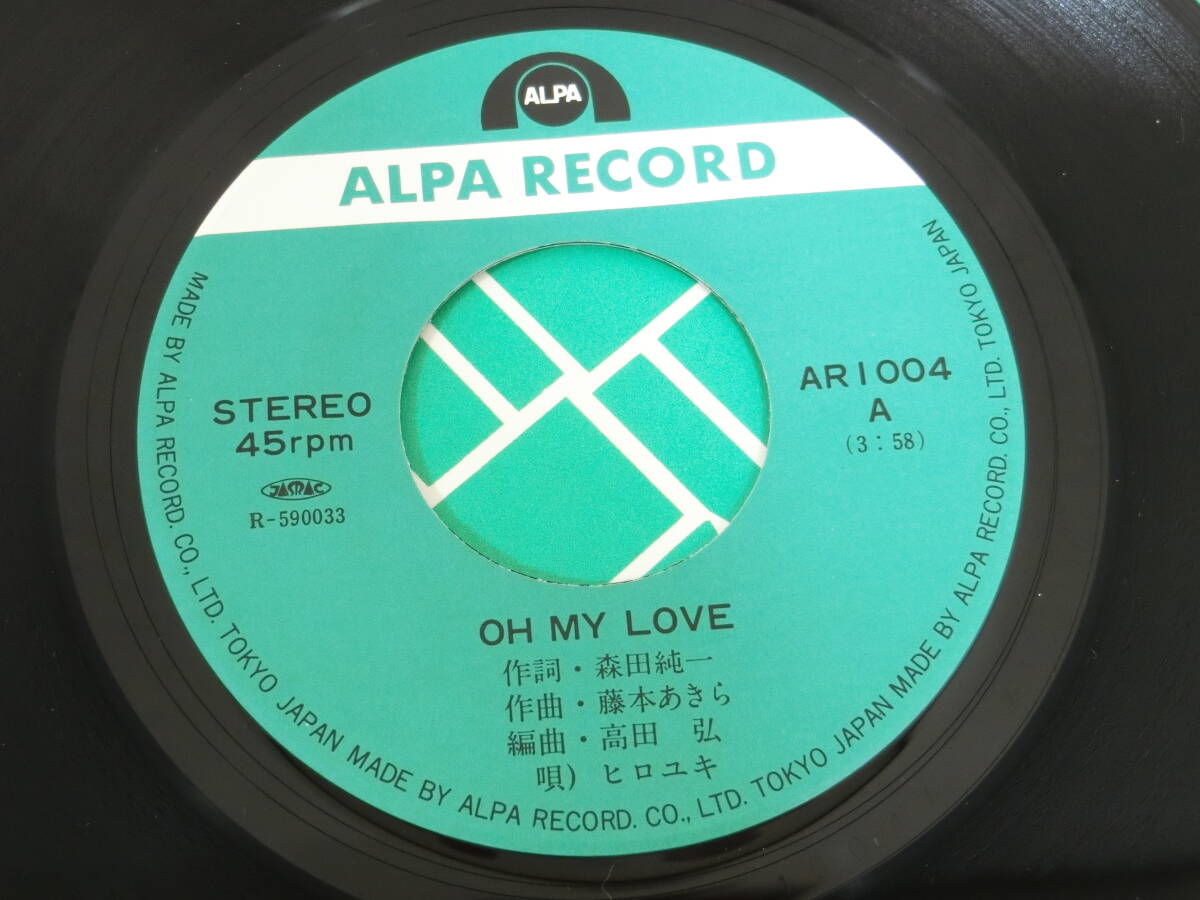 ALPA
ALPA RECORD
STEREO
45rpm
JASRAC
R-590033
AR1004
A
(3:58)
OH MY LOVE
作詞・森田純一
作曲・藤本あきら
編曲・高田 弘
唄) ヒロユキ
MADE BY ALPA RECORD. CO., LTD. TOKYO JAPAN MADE BY ALPA RECORD. CO., LTD. TOKYO JAPAN MADE BY ALPA RECORD. CO., LTD. TOKYO JAPAN